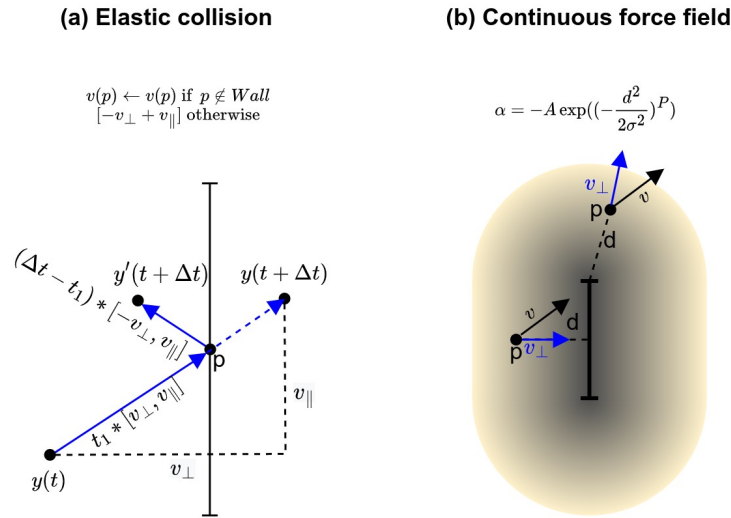 (a) Elastic collision
v(p) ← v(p) if p ∉ Wall
[−v⊥ + v∥] otherwise
(Δt − t₁) * [−v⊥, v∥]
y′(t + Δt)
y(t + Δt)
p
t₁ * [v⊥, v∥]
v∥
v⊥
y(t)
(b) Continuous force field
α = −A exp((−d²/2σ²)^P)
v⊥
v
p
d
v
d
p
v⊥